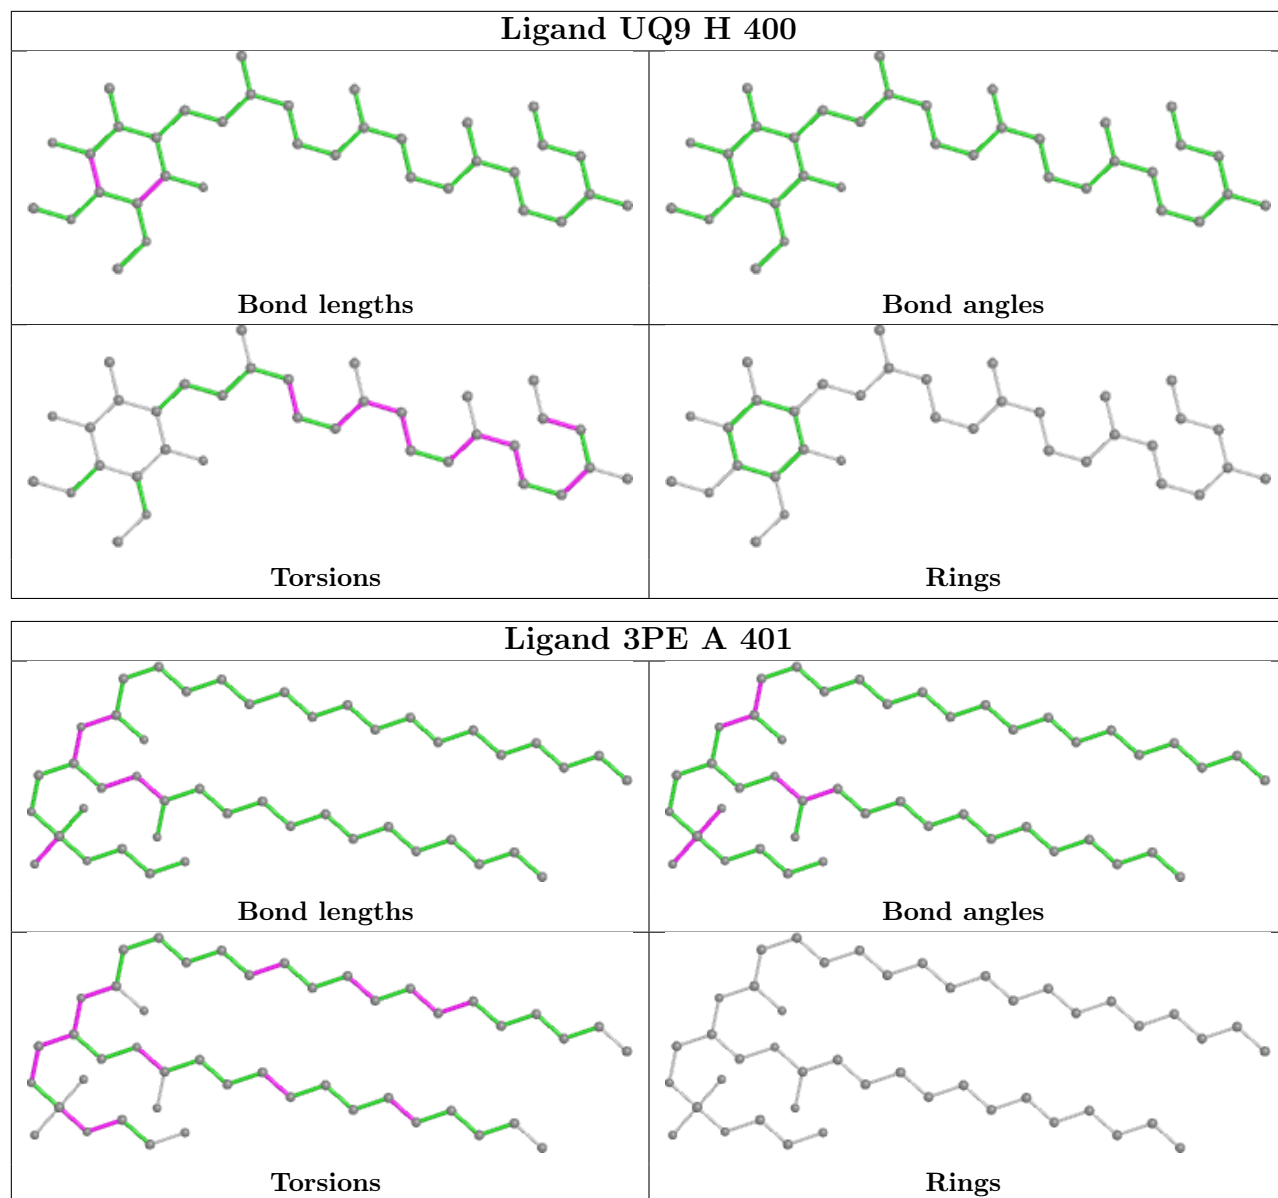 Ligand UQ9 H 400
Bond lengths
Bond angles
Torsions
Rings
Ligand 3PE A 401
Bond lengths
Bond angles
Torsions
Rings